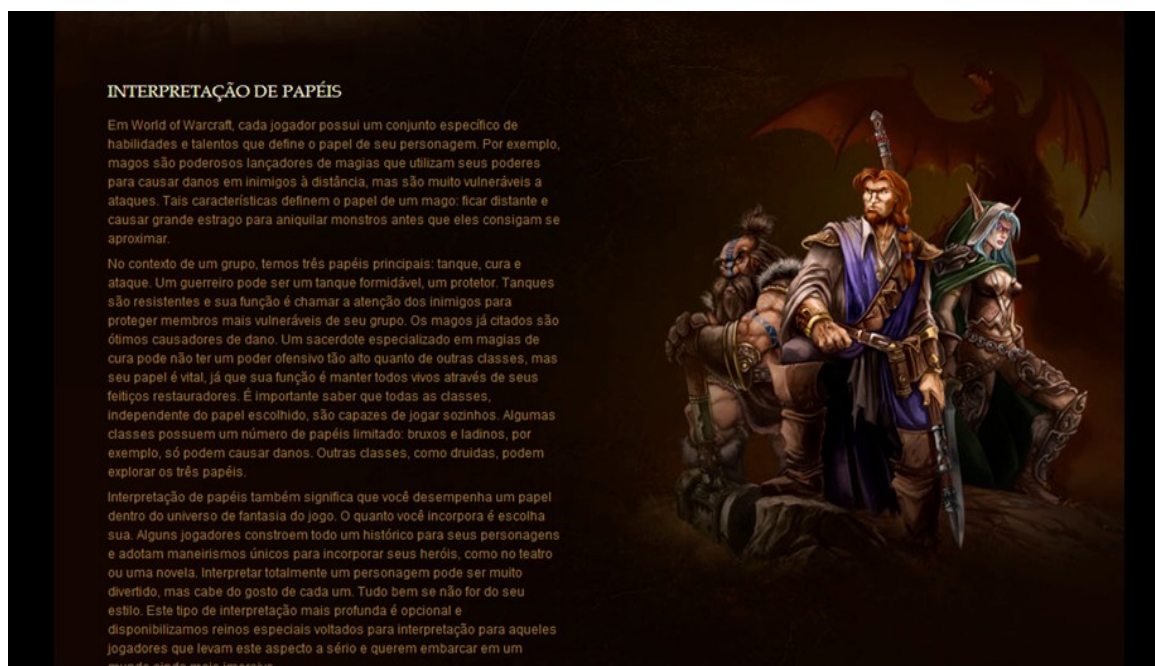 INTERPRETAÇÃO DE PAPÉIS
Em World of Warcraft, cada jogador possui um conjunto específico de
habilidades e talentos que define o papel de seu personagem. Por exemplo,
magos são poderosos lançadores de magias que utilizam seus poderes
para causar danos em inimigos à distância, mas são muito vulneráveis a
ataques. Tais características definem o papel de um mago: ficar distante e
causar grande estrago para aniquilar monstros antes que eles consigam se
aproximar.
No contexto de um grupo, temos três papéis principais: tanque, cura e
ataque. Um guerreiro pode ser um tanque formidável, um protetor. Tanques
são resistentes e sua função é chamar a atenção dos inimigos para
proteger membros mais vulneráveis de seu grupo. Os magos já citados são
ótimos causadores de dano. Um sacerdote especializado em magias de
cura pode não ter um poder ofensivo tão alto quanto de outras classes, mas
seu papel é vital, já que sua função é manter todos vivos através de seus
feitiços restauradores. É importante saber que todas as classes,
independente do papel escolhido, são capazes de jogar sozinhos. Algumas
classes possuem um número de papéis limitado: bruxos e ladinos, por
exemplo, só podem causar danos. Outras classes, como druidas, podem
explorar os três papéis.
Interpretação de papéis também significa que você desempenha um papel
dentro do universo de fantasia do jogo. O quanto você incorpora é escolha
sua. Alguns jogadores constroem todo um histórico para seus personagens
e adotam maneirismos únicos para incorporar seus heróis, como no teatro
ou uma novela. Interpretar totalmente um personagem pode ser muito
divertido, mas cabe do gosto de cada um. Tudo bem se não for do seu
estilo. Este tipo de interpretação mais profunda é opcional e
disponibilizamos reinos especiais voltados para interpretação para aqueles
jogadores que levam este aspecto a sério e querem embarcar em um
mundo ainda mais imersivo.